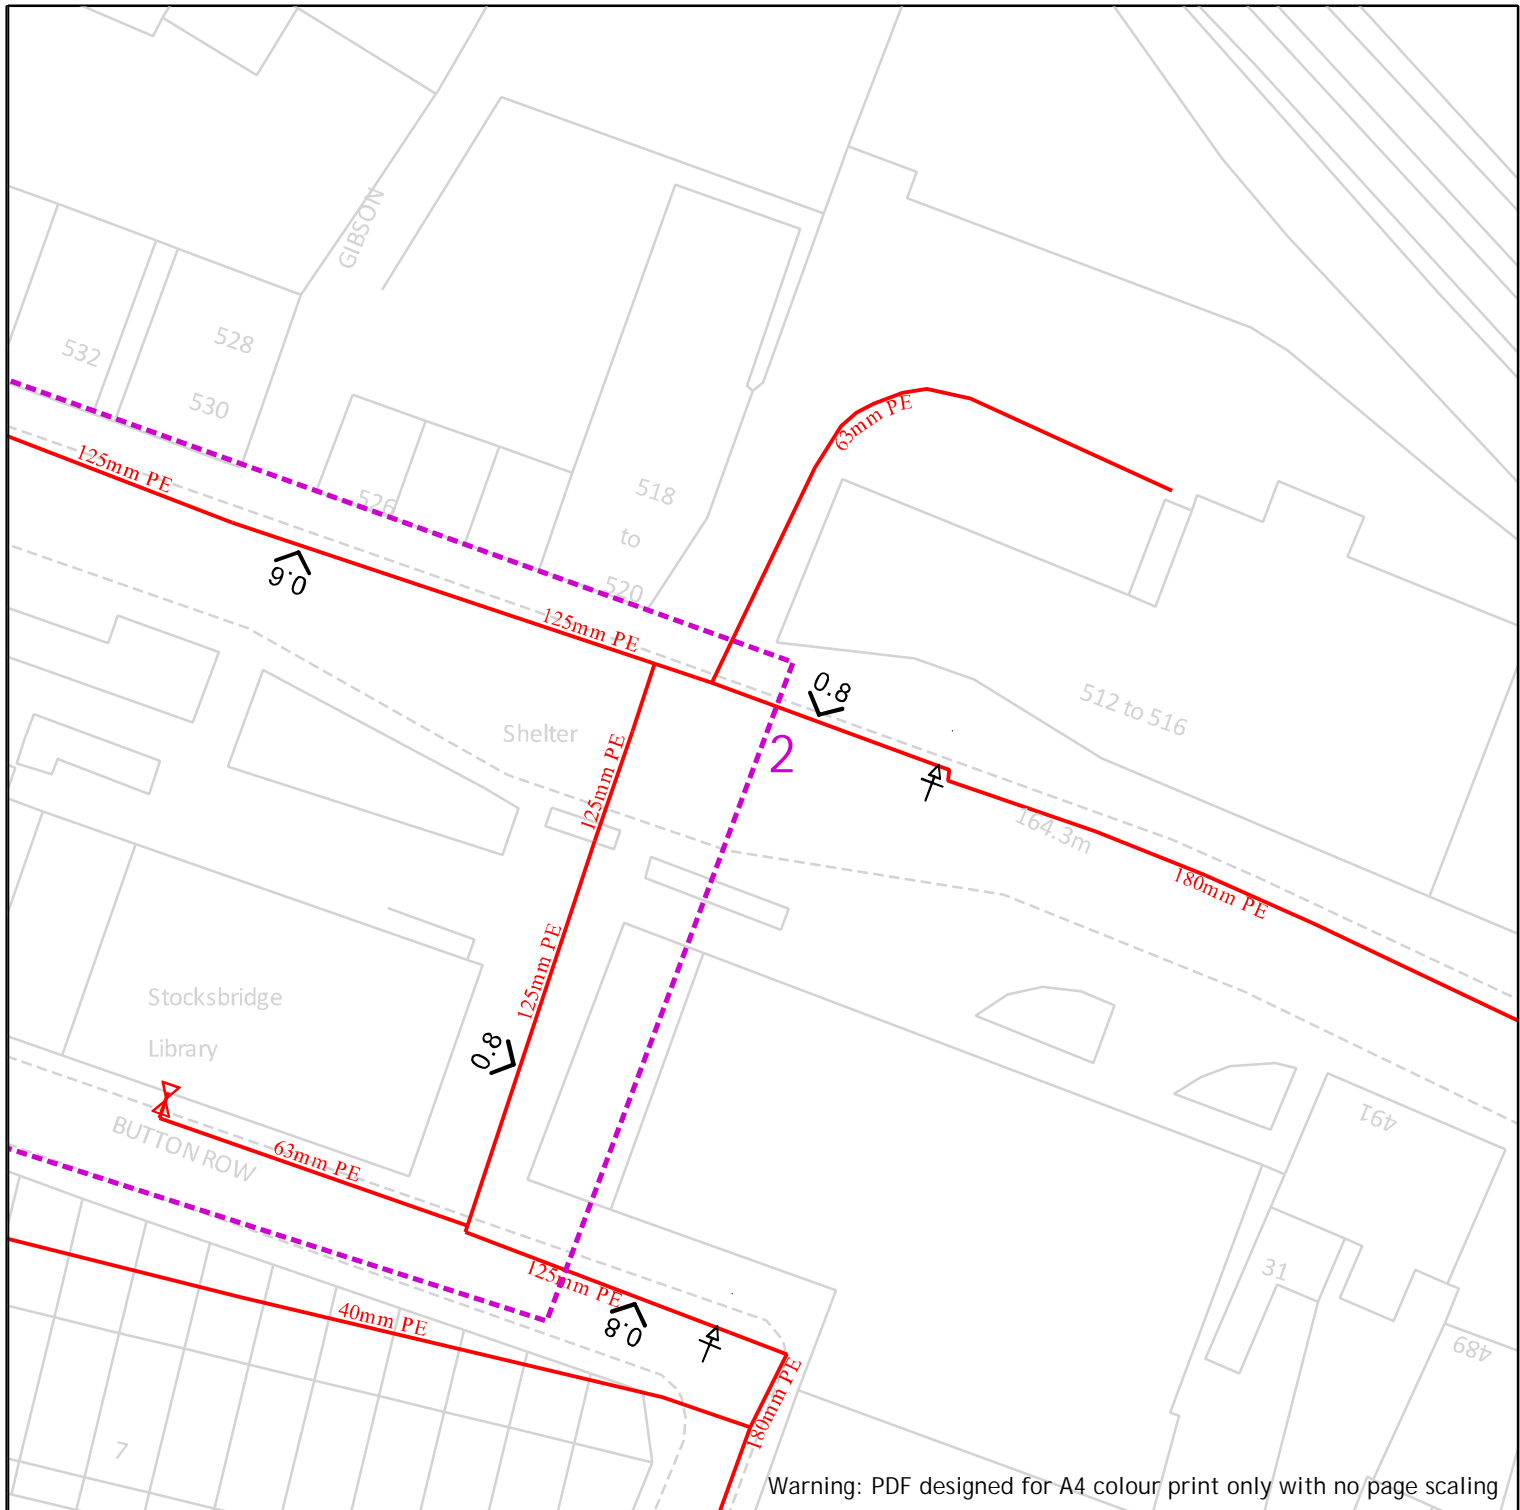 GIBSON
532
528
530
63mm PE
125mm PE
526
518
to
520
0.9
125mm PE
0.8
512 to 516
Shelter
2
125mm PE
164.3m
180mm PE
125mm PE
Stocksbridge
Library
0.8
BUTTON ROW
63mm PE
491
125mm PE
31
40mm PE
0.8
489
180mm PE
7
Warning: PDF designed for A4 colour print only with no page scaling